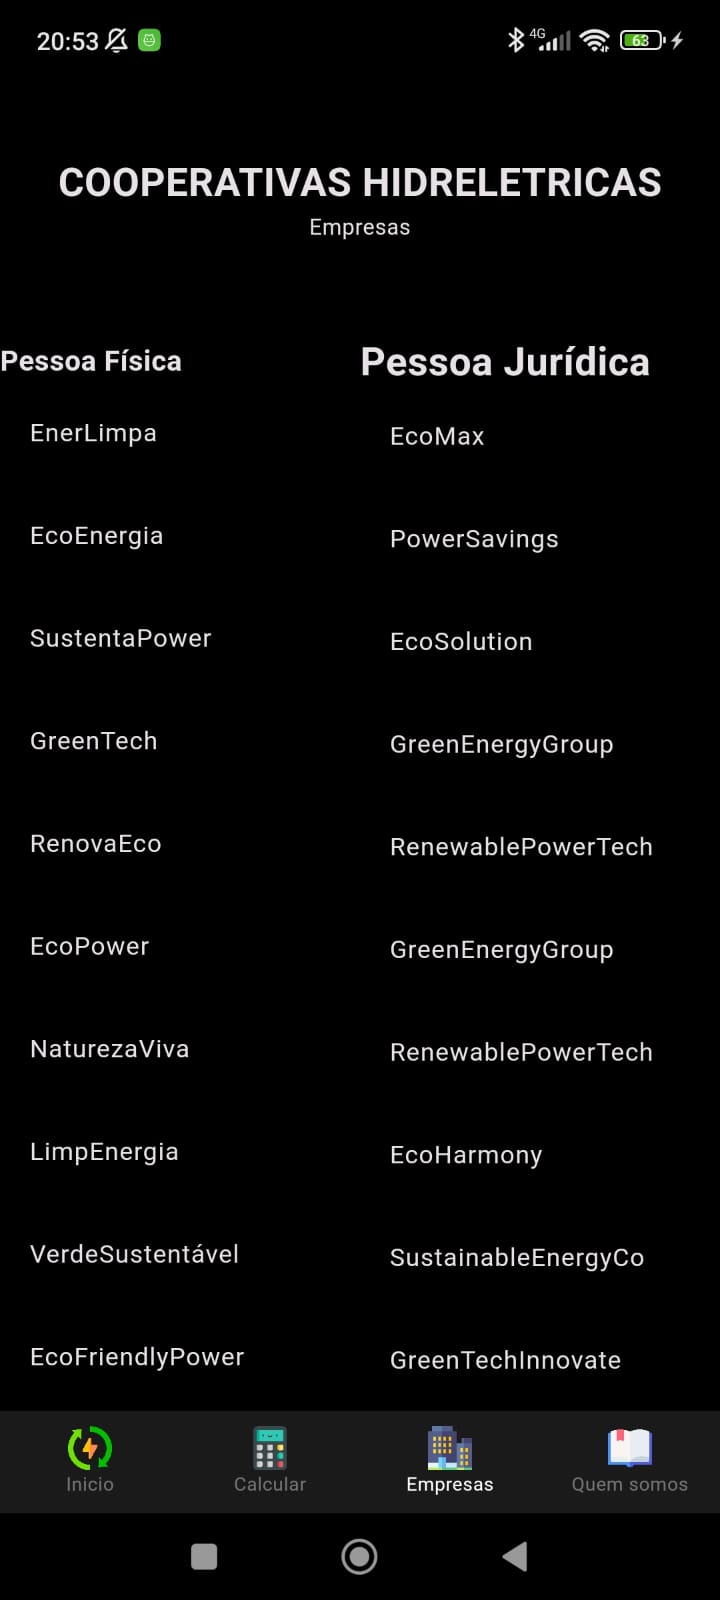 20:53
4G
63
COOPERATIVAS HIDRELETRICAS
Empresas
Pessoa Física
EnerLimpa
EcoEnergia
SustentaPower
GreenTech
RenovaEco
EcoPower
NaturezaViva
LimpEnergia
VerdeSustentável
EcoFriendlyPower
Pessoa Jurídica
EcoMax
PowerSavings
EcoSolution
GreenEnergyGroup
RenewablePowerTech
GreenEnergyGroup
RenewablePowerTech
EcoHarmony
SustainableEnergyCo
GreenTechInnovate
Inicio
Calcular
Empresas
Quem somos